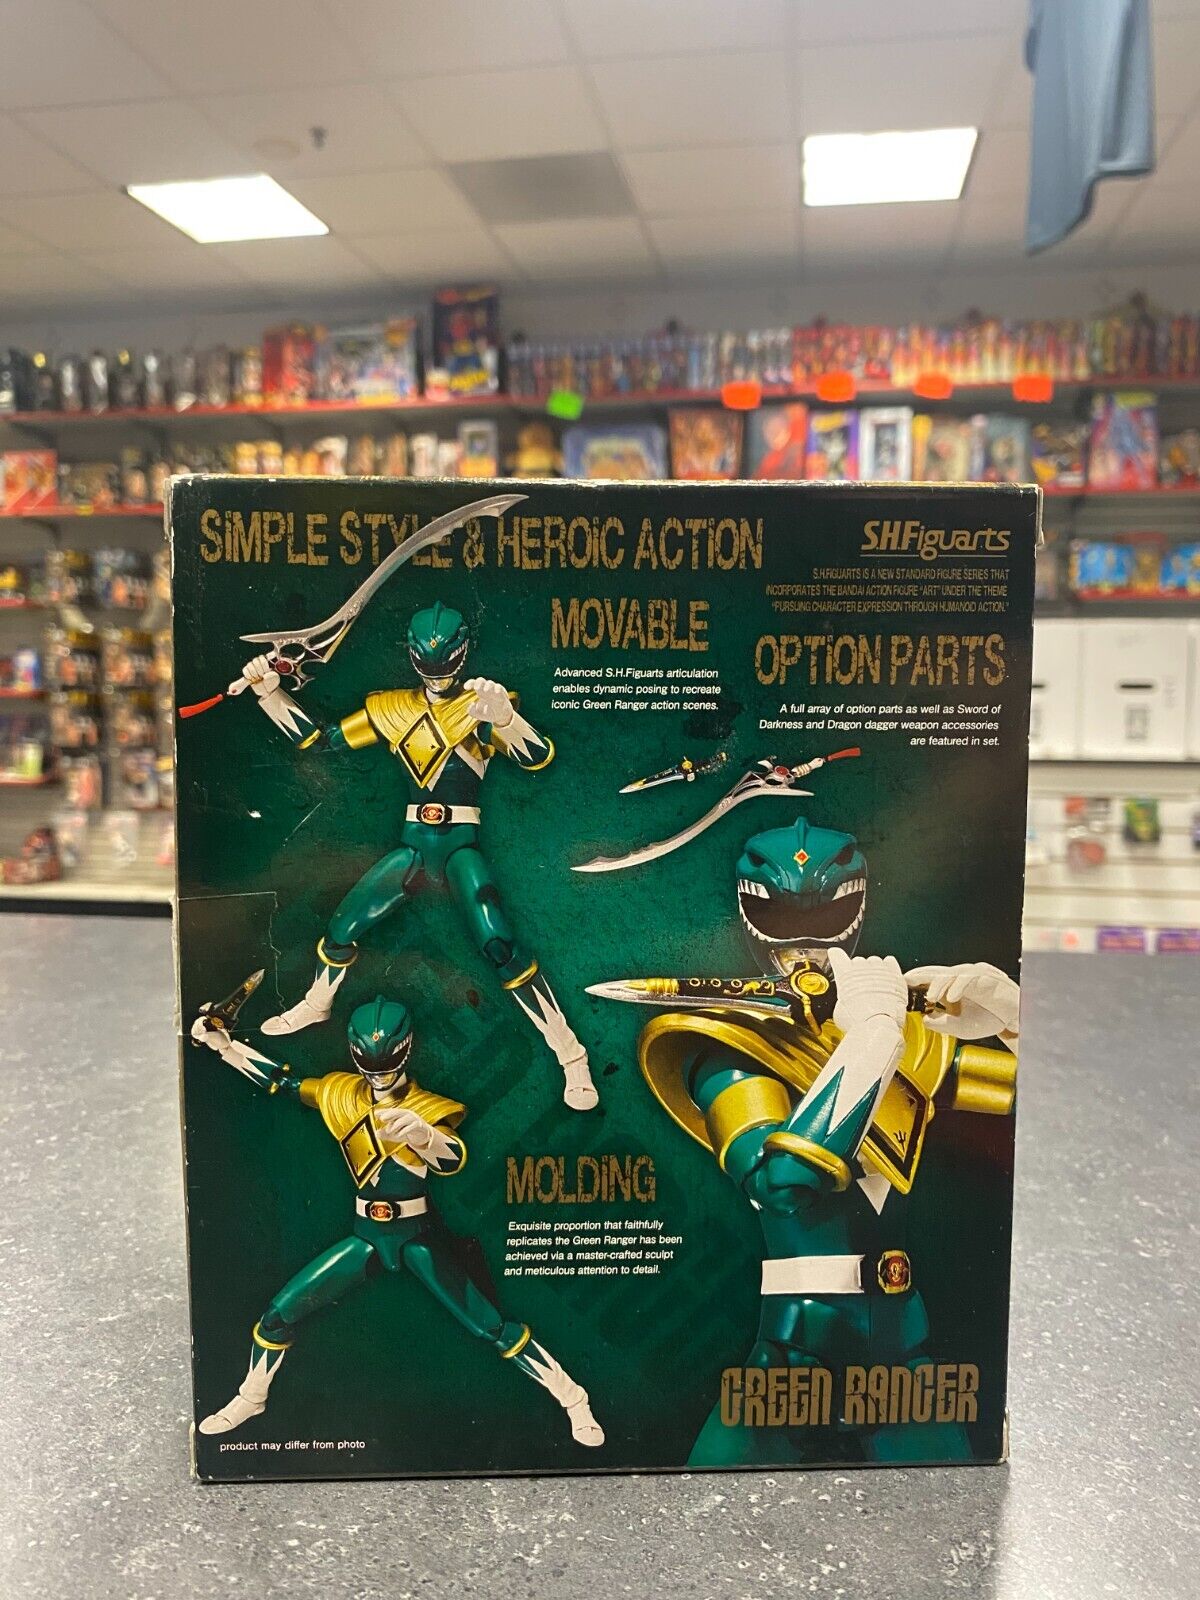 SIMPLE STYLE & HEROIC ACTION
S.H.Figuarts
S.H.FIGUARTS IS A NEW STANDARD FIGURE SERIES THAT
INCORPORATES THE BANDAI ACTION FIGURE "ART" UNDER THE THEME
"PURSUING CHARACTER EXPRESSION THROUGH HUMANOID ACTION."
MOVABLE
Advanced S.H.Figuarts articulation
enables dynamic posing to recreate
iconic Green Ranger action scenes.
OPTION PARTS
A full array of option parts as well as Sword of
Darkness and Dragon dagger weapon accessories
are featured in set.
MOLDING
Exquisite proportion that faithfully
replicates the Green Ranger has been
achieved via a master-crafted sculpt
and meticulous attention to detail.
GREEN RANGER
product may differ from photo